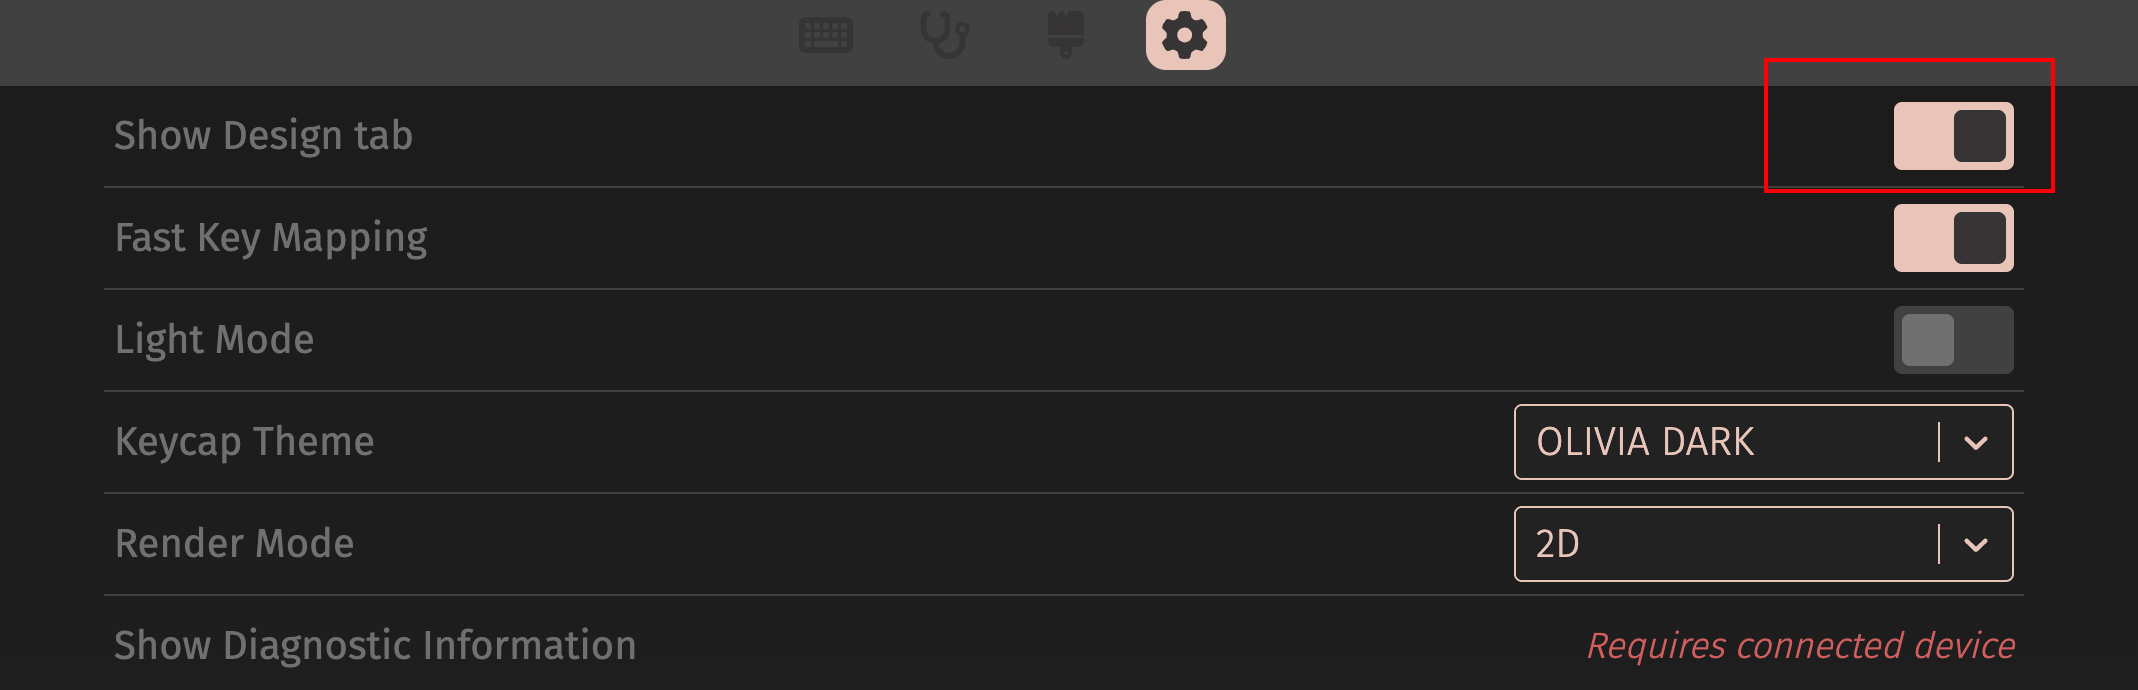 Show Design tab
Fast Key Mapping
Light Mode
Keycap Theme
OLIVIA DARK
Render Mode
2D
Show Diagnostic Information
Requires connected device